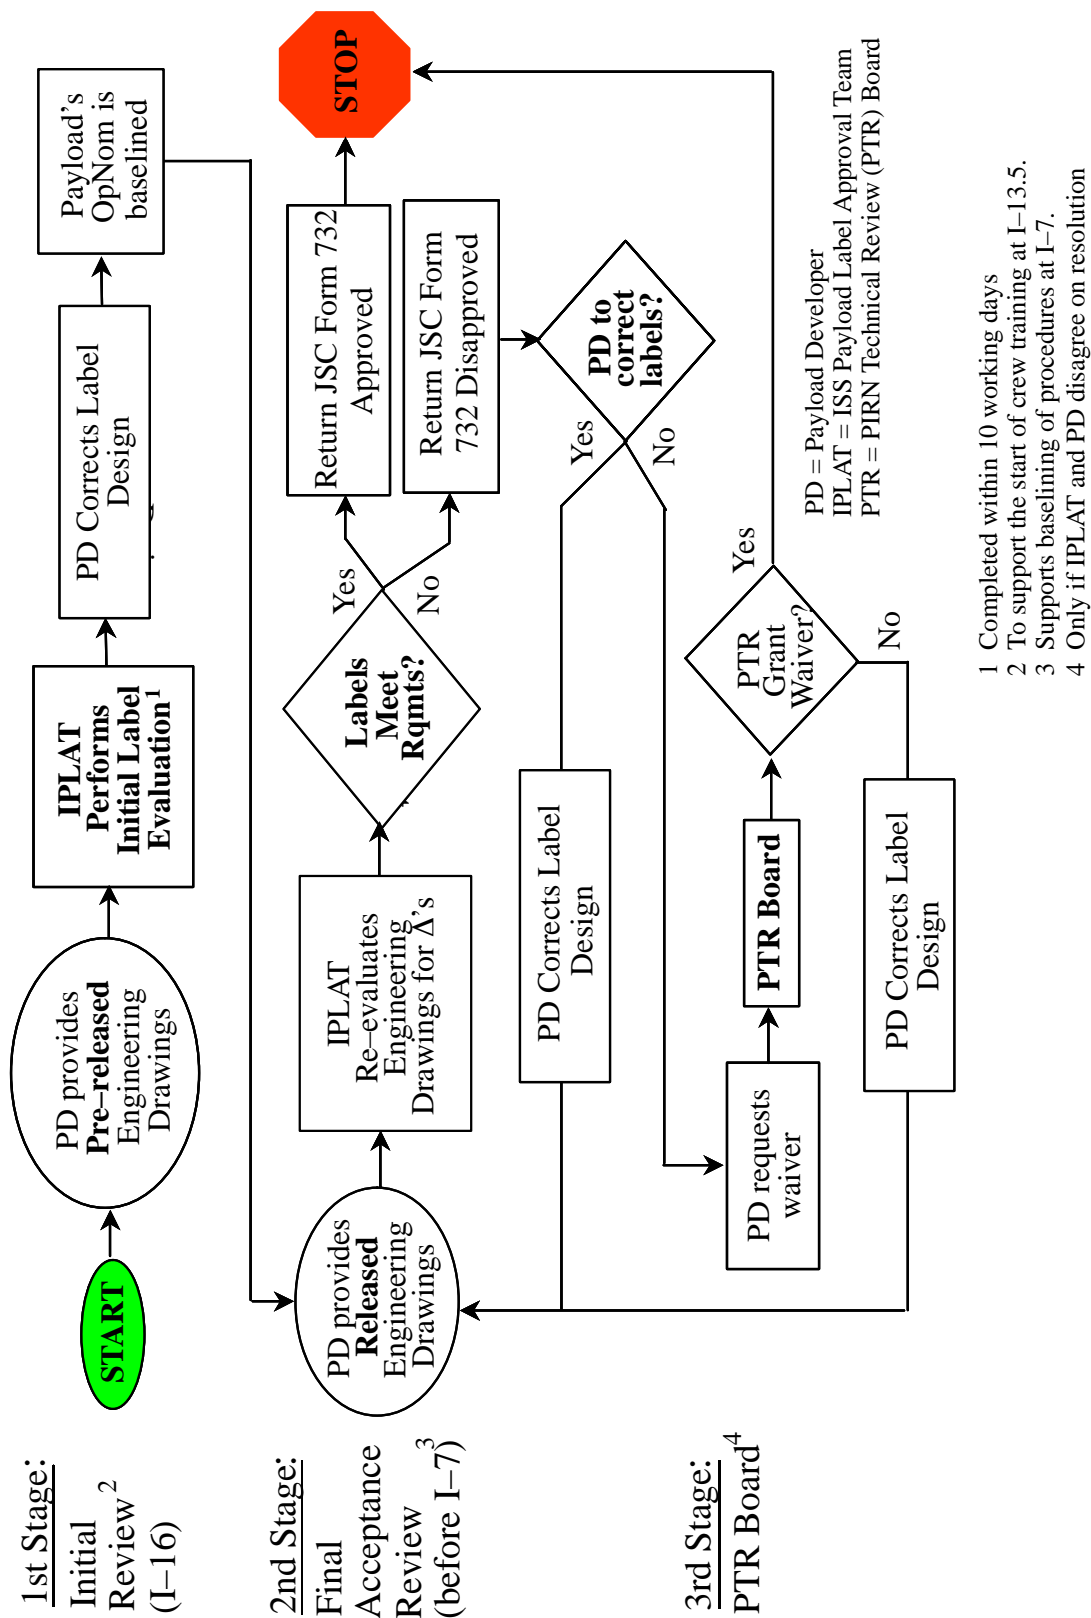 1st Stage:
Initial
Review2
(I–16)
START
PD provides
Pre–released
Engineering
Drawings
IPLAT
Performs
Initial Label
Evaluation1
PD Corrects Label
Design
Payload's
OpNom is
baselined
2nd Stage:
Final
Acceptance
Review
(before I–7)3
PD provides
Released
Engineering
Drawings
IPLAT
Re–evaluates
Engineering
Drawings for Δ's
Labels
Meet
Rqmts?
Yes
No
Return JSC Form 732
Approved
Return JSC Form
732 Disapproved
STOP
PD to
correct
labels?
Yes
No
PD Corrects Label
Design
3rd Stage:
PTR Board4
PD requests
waiver
PTR Board
PTR
Grant
Waiver?
Yes
No
PD Corrects Label
Design
PD = Payload Developer
IPLAT = ISS Payload Label Approval Team
PTR = PIRN Technical Review (PTR) Board
1 Completed within 10 working days
2 To support the start of crew training at I–13.5.
3 Supports baselining of procedures at I–7.
4 Only if IPLAT and PD disagree on resolution